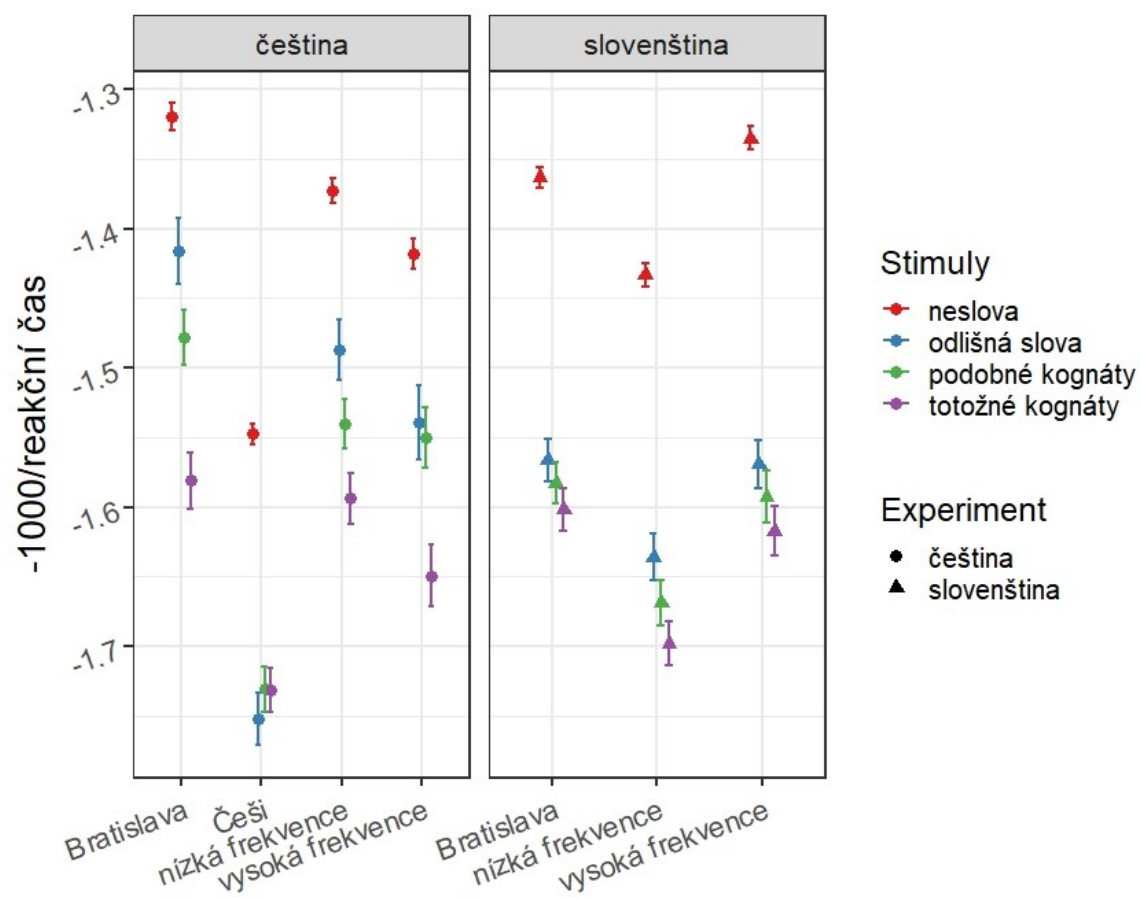 čeština
slovenština
-1000/reakční čas
-1.3
-1.4
-1.5
-1.6
-1.7
Bratislava
Češi
nízká frekvence
vysoká frekvence
Bratislava
nízká frekvence
vysoká frekvence
Stimuly
neslova
odlišná slova
podobné kognáty
totožné kognáty
Experiment
čeština
slovenština